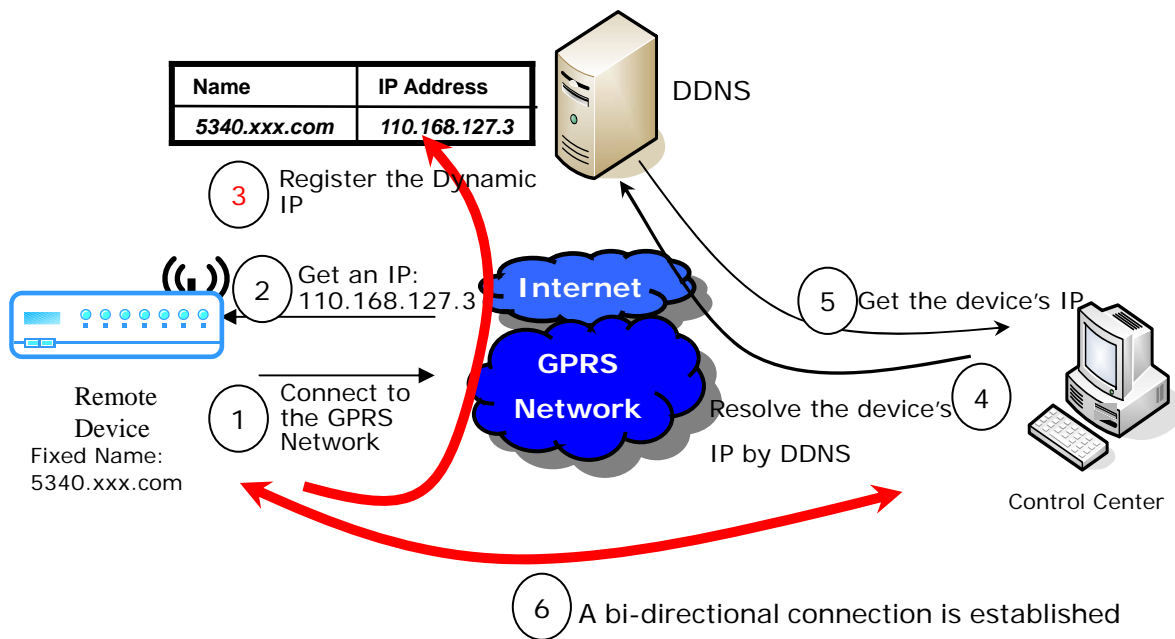 Name IP Address
5340.xxx.com 110.168.127.3
DDNS
3 Register the Dynamic
IP
2 Get an IP:
110.168.127.3
Internet
5 Get the device's IP
GPRS
Network
1 Connect to
the GPRS
Network
Remote
Device
Fixed Name:
5340.xxx.com
Resolve the device's 4
IP by DDNS
Control Center
6 A bi-directional connection is established